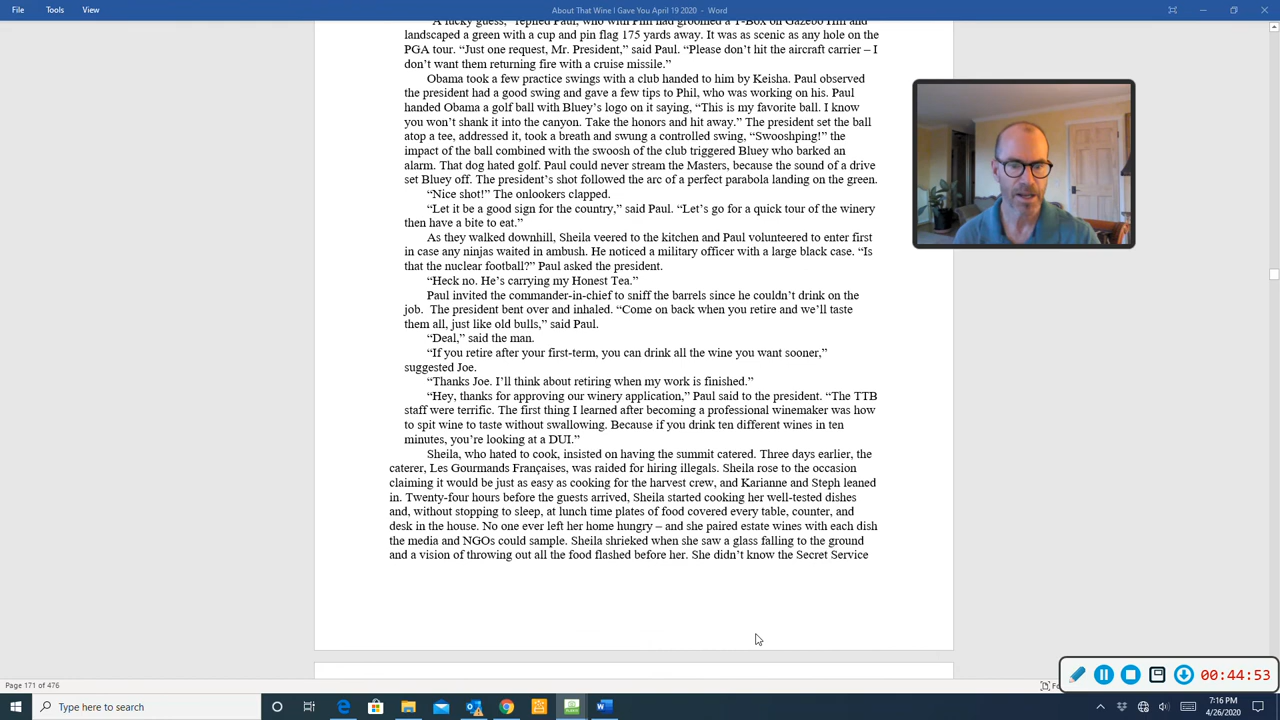 File Tools View About That Wine I Gave You April 19 2020 - Word
"A lucky guess," replied Paul, who with Phil had groomed a T-Box on Gazebo Hill and
landscaped a green with a cup and pin flag 175 yards away. It was as scenic as any hole on the
PGA tour. “Just one request, Mr. President,” said Paul. “Please don’t hit the aircraft carrier – I
don’t want them returning fire with a cruise missile.”
Obama took a few practice swings with a club handed to him by Keisha. Paul observed
the president had a good swing and gave a few tips to Phil, who was working on his. Paul
handed Obama a golf ball with Bluey’s logo on it saying, “This is my favorite ball. I know
you won’t shank it into the canyon. Take the honors and hit away.” The president set the ball
atop a tee, addressed it, took a breath and swung a controlled swing, “Swooshping!” the
impact of the ball combined with the swoosh of the club triggered Bluey who barked an
alarm. That dog hated golf. Paul could never stream the Masters, because the sound of a drive
set Bluey off. The president’s shot followed the arc of a perfect parabola landing on the green.
“Nice shot!” The onlookers clapped.
“Let it be a good sign for the country,” said Paul. “Let’s go for a quick tour of the winery
then have a bite to eat.”
As they walked downhill, Sheila veered to the kitchen and Paul volunteered to enter first
in case any ninjas waited in ambush. He noticed a military officer with a large black case. “Is
that the nuclear football?” Paul asked the president.
“Heck no. He’s carrying my Honest Tea.”
Paul invited the commander-in-chief to sniff the barrels since he couldn’t drink on the
job. The president bent over and inhaled. “Come on back when you retire and we’ll taste
them all, just like old bulls,” said Paul.
“Deal,” said the man.
“If you retire after your first-term, you can drink all the wine you want sooner,”
suggested Joe.
“Thanks Joe. I’ll think about retiring when my work is finished.”
“Hey, thanks for approving our winery application,” Paul said to the president. “The TTB
staff were terrific. The first thing I learned after becoming a professional winemaker was how
to spit wine to taste without swallowing. Because if you drink ten different wines in ten
minutes, you’re looking at a DUI.”
Sheila, who hated to cook, insisted on having the summit catered. Three days earlier, the
caterer, Les Gourmands Françaises, was raided for hiring illegals. Sheila rose to the occasion
claiming it would be just as easy as cooking for the harvest crew, and Karianne and Steph leaned
in. Twenty-four hours before the guests arrived, Sheila started cooking her well-tested dishes
and, without stopping to sleep, at lunch time plates of food covered every table, counter, and
desk in the house. No one ever left her home hungry – and she paired estate wines with each dish
the media and NGOs could sample. Sheila shrieked when she saw a glass falling to the ground
and a vision of throwing out all the food flashed before her. She didn’t know the Secret Service
00:44:53
Page 171 of 476
Type here to search
7:16 PM
4/26/2020